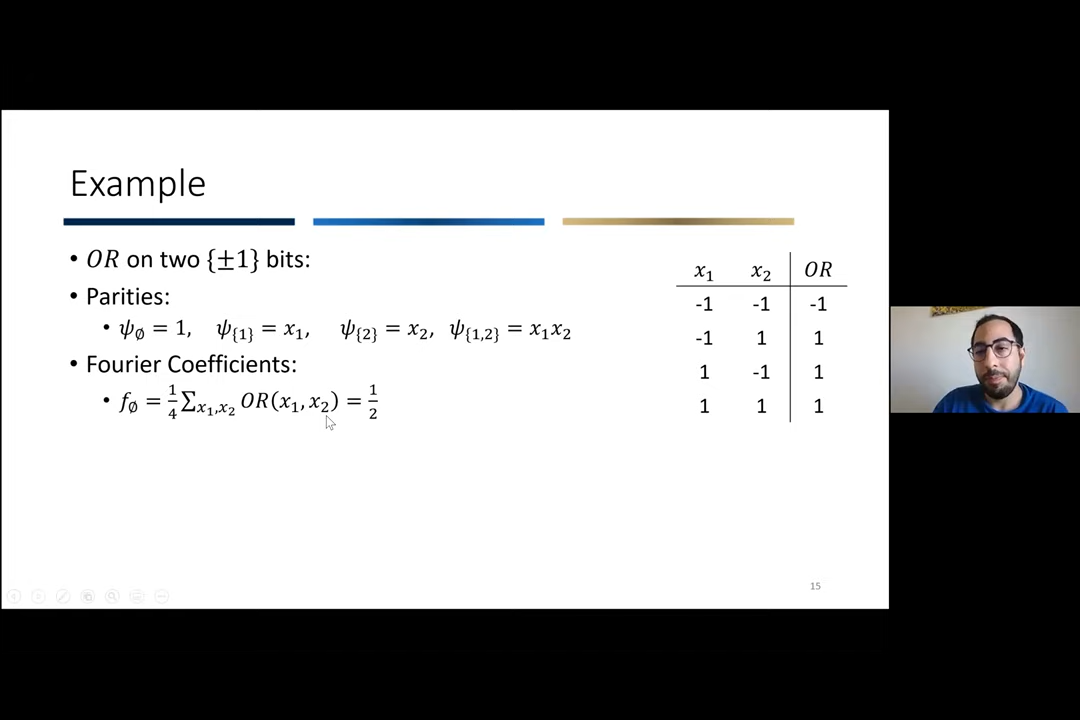 Example
• OR on two {±1} bits:
• Parities:
• ψ∅ = 1, ψ{1} = x₁, ψ{2} = x₂, ψ{1,2} = x₁x₂
• Fourier Coefficients:
• f∅ = 1/4 ∑x₁,x₂ OR(x₁, x₂) = 1/2
x₁ x₂ OR
-1 -1 -1
-1 1 1
1 -1 1
1 1 1
15